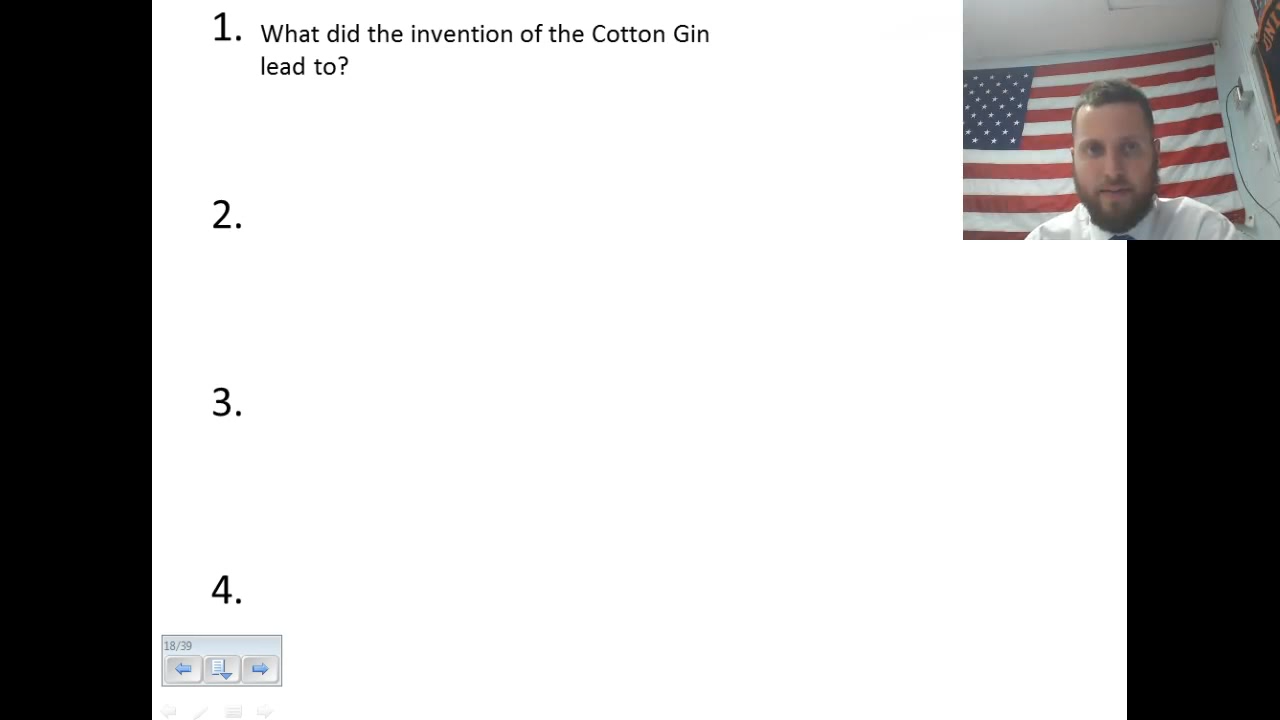 1. What did the invention of the Cotton Gin
lead to?
2.
3.
4.
18/39